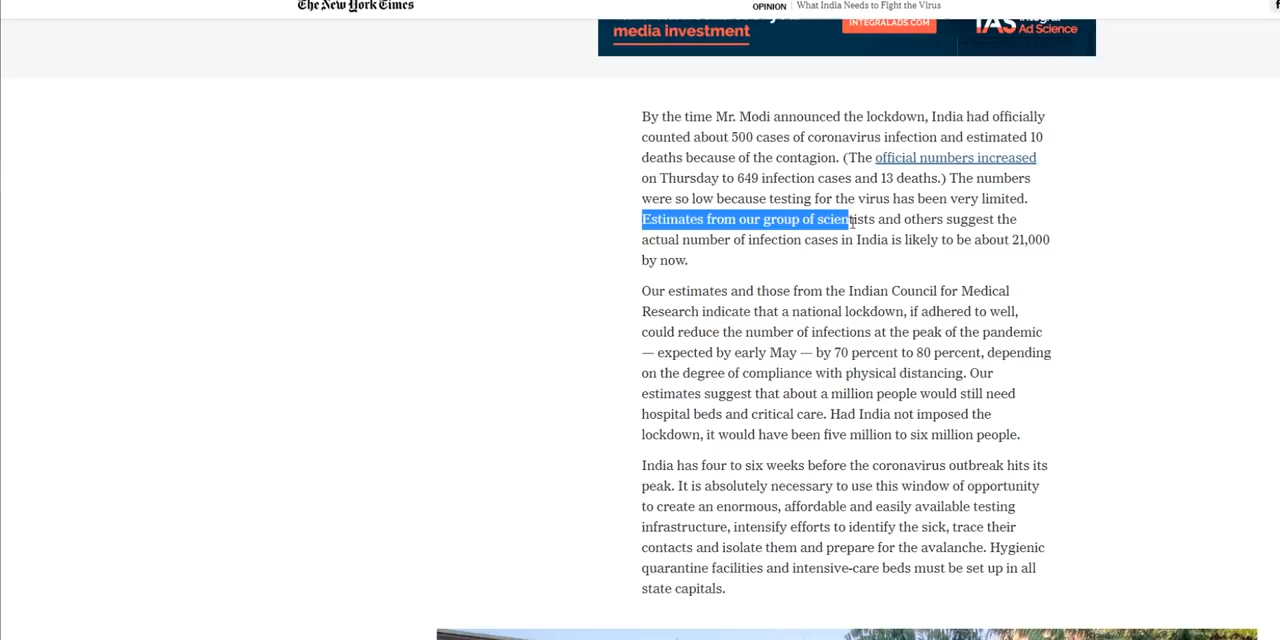 The New York Times
OPINION | What India Needs to Fight the Virus
media investment
INTEGRALADS.COM
IAS Integral
Ad Science
By the time Mr. Modi announced the lockdown, India had officially
counted about 500 cases of coronavirus infection and estimated 10
deaths because of the contagion. (The official numbers increased
on Thursday to 649 infection cases and 13 deaths.) The numbers
were so low because testing for the virus has been very limited.
Estimates from our group of scientists and others suggest the
actual number of infection cases in India is likely to be about 21,000
by now.
Our estimates and those from the Indian Council for Medical
Research indicate that a national lockdown, if adhered to well,
could reduce the number of infections at the peak of the pandemic
— expected by early May — by 70 percent to 80 percent, depending
on the degree of compliance with physical distancing. Our
estimates suggest that about a million people would still need
hospital beds and critical care. Had India not imposed the
lockdown, it would have been five million to six million people.
India has four to six weeks before the coronavirus outbreak hits its
peak. It is absolutely necessary to use this window of opportunity
to create an enormous, affordable and easily available testing
infrastructure, intensify efforts to identify the sick, trace their
contacts and isolate them and prepare for the avalanche. Hygienic
quarantine facilities and intensive-care beds must be set up in all
state capitals.